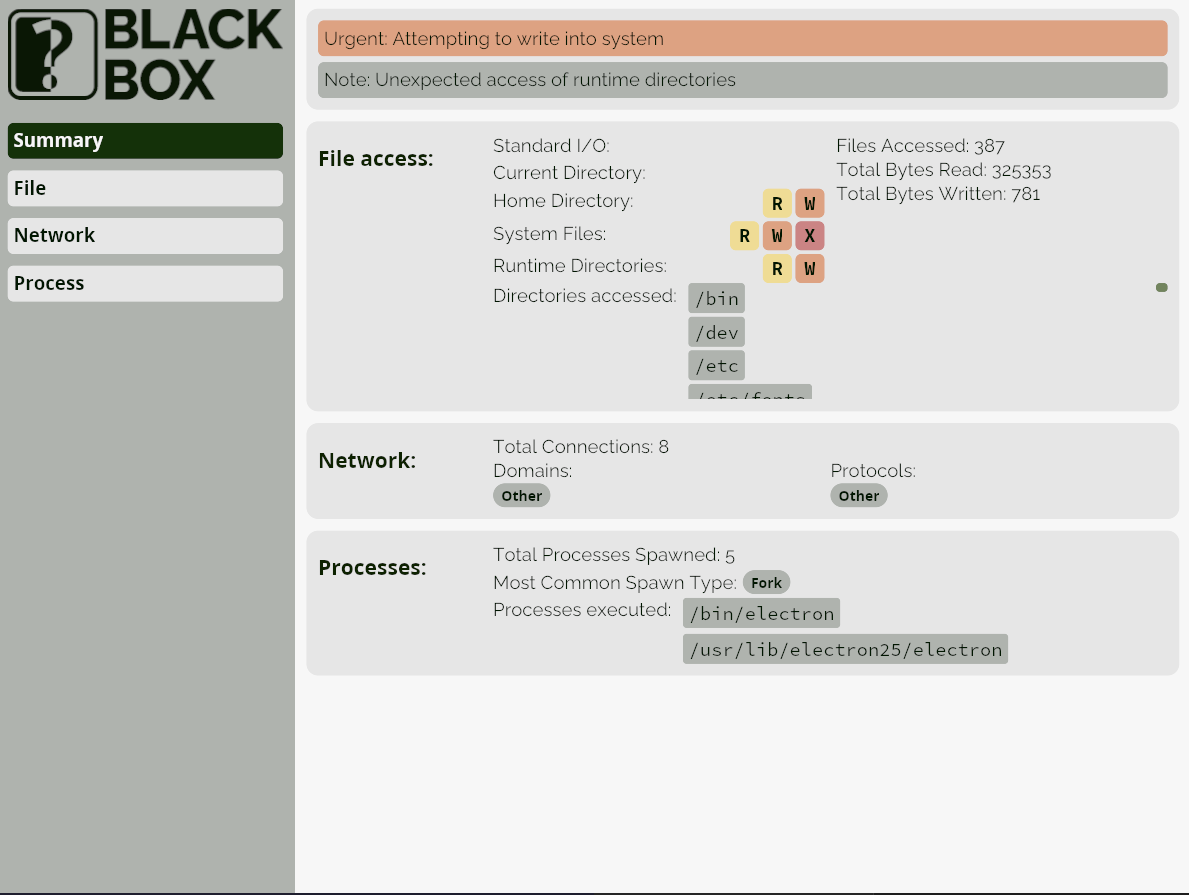 BLACK
BOX
Summary
File
Network
Process
Urgent: Attempting to write into system
Note: Unexpected access of runtime directories
File access:
Standard I/O:
Current Directory:
Home Directory: R W
System Files: R W X
Runtime Directories: R W
Directories accessed: /bin
/dev
/etc
/etc/fonts
Files Accessed: 387
Total Bytes Read: 325353
Total Bytes Written: 781
Network:
Total Connections: 8
Domains:
Other
Protocols:
Other
Processes:
Total Processes Spawned: 5
Most Common Spawn Type: Fork
Processes executed: /bin/electron
/usr/lib/electron25/electron